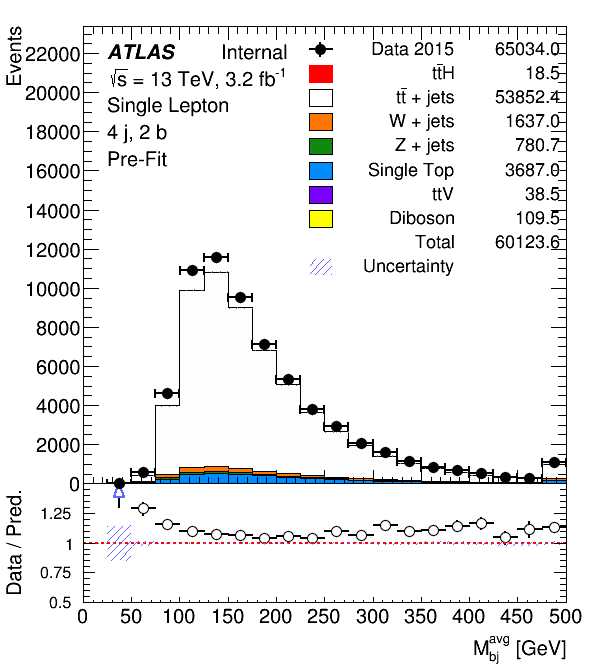 Events
22000
20000
18000
16000
14000
12000
10000
8000
6000
4000
2000
0
ATLAS Internal
√s = 13 TeV, 3.2 fb⁻¹
Single Lepton
4 j, 2 b
Pre-Fit
Data 2015 65034.0
tt̄H 18.5
tt̄ + jets 53852.4
W + jets 1637.0
Z + jets 780.7
Single Top 3687.0
ttV 38.5
Diboson 109.5
Total 60123.6
Uncertainty
Data / Pred.
1.25
1
0.75
0.5
0 50 100 150 200 250 300 350 400 450 500
M_bj^avg [GeV]